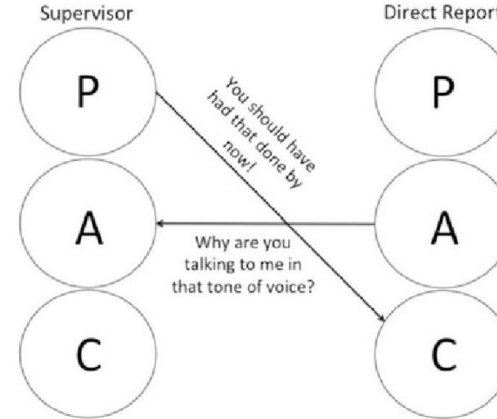 Supervisor
Direct Report
P
P
You should have
had that done by
now!
A
A
Why are you
talking to me in
that tone of voice?
C
C